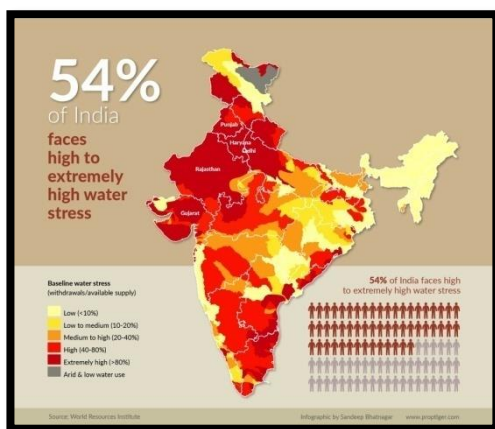 54%
of India
faces
high to
extremely
high water
stress
Punjab
Haryana
Delhi
Rajasthan
Gujarat
Baseline water stress
(withdrawals/available supply)
Low (<10%)
Low to medium (10-20%)
Medium to high (20-40%)
High (40-80%)
Extremely high (>80%)
Arid & low water use
54% of India faces high
to extremely high water stress
Source: World Resources Institute
Infographic by Sandeep Bhatnagar www.proptiger.com